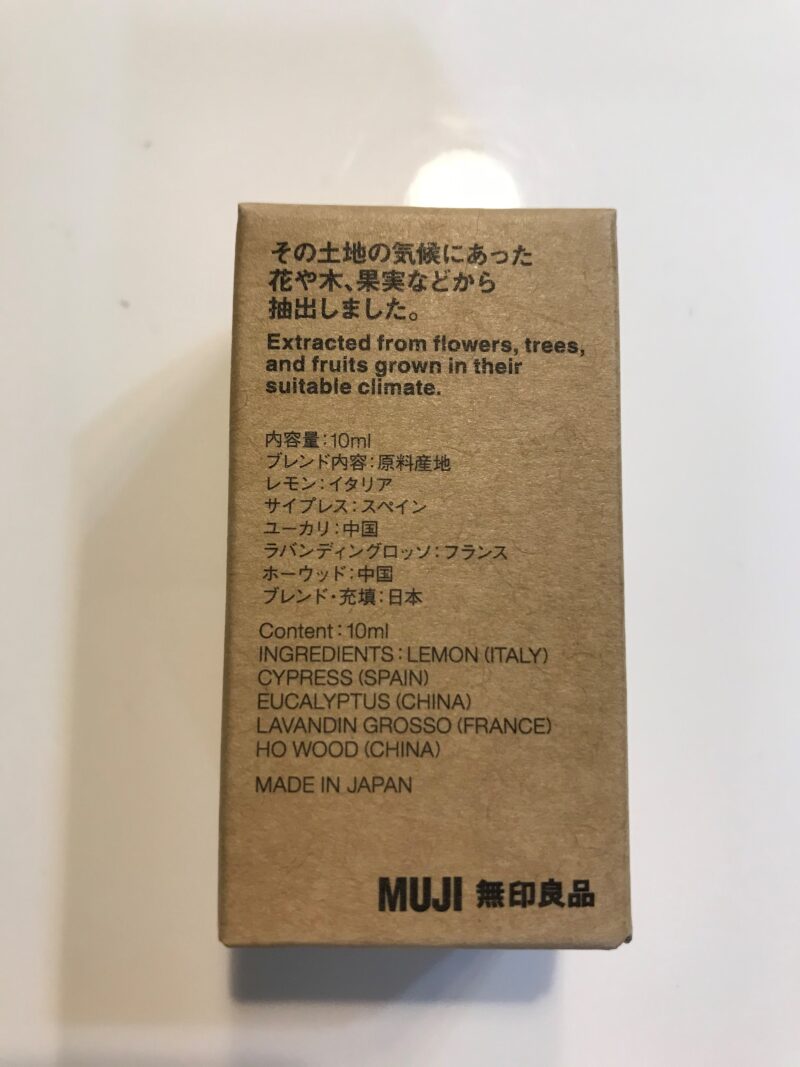 その土地の気候にあった
花や木、果実などから
抽出しました。
Extracted from flowers, trees,
and fruits grown in their
suitable climate.
内容量：10ml
ブレンド内容：原料産地
レモン：イタリア
サイプレス：スペイン
ユーカリ：中国
ラバンディングロッソ：フランス
ホーウッド：中国
ブレンド・充填：日本
Content：10ml
INGREDIENTS：LEMON (ITALY)
CYPRESS (SPAIN)
EUCALYPTUS (CHINA)
LAVANDIN GROSSO (FRANCE)
HO WOOD (CHINA)
MADE IN JAPAN
MUJI 無印良品